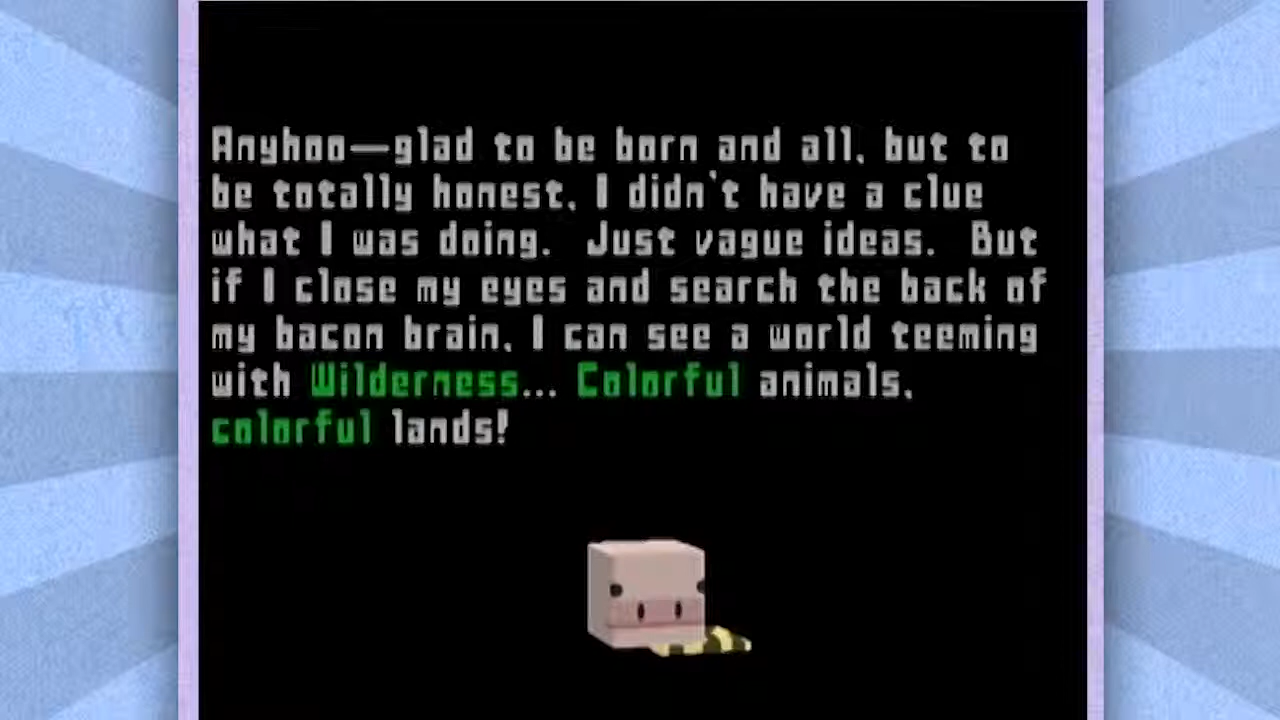 Anyhoo—glad to be born and all, but to
be totally honest, I didn't have a clue
what I was doing.  Just vague ideas.  But
if I close my eyes and search the back of
my bacon brain, I can see a world teeming
with Wilderness... Colorful animals,
colorful lands!